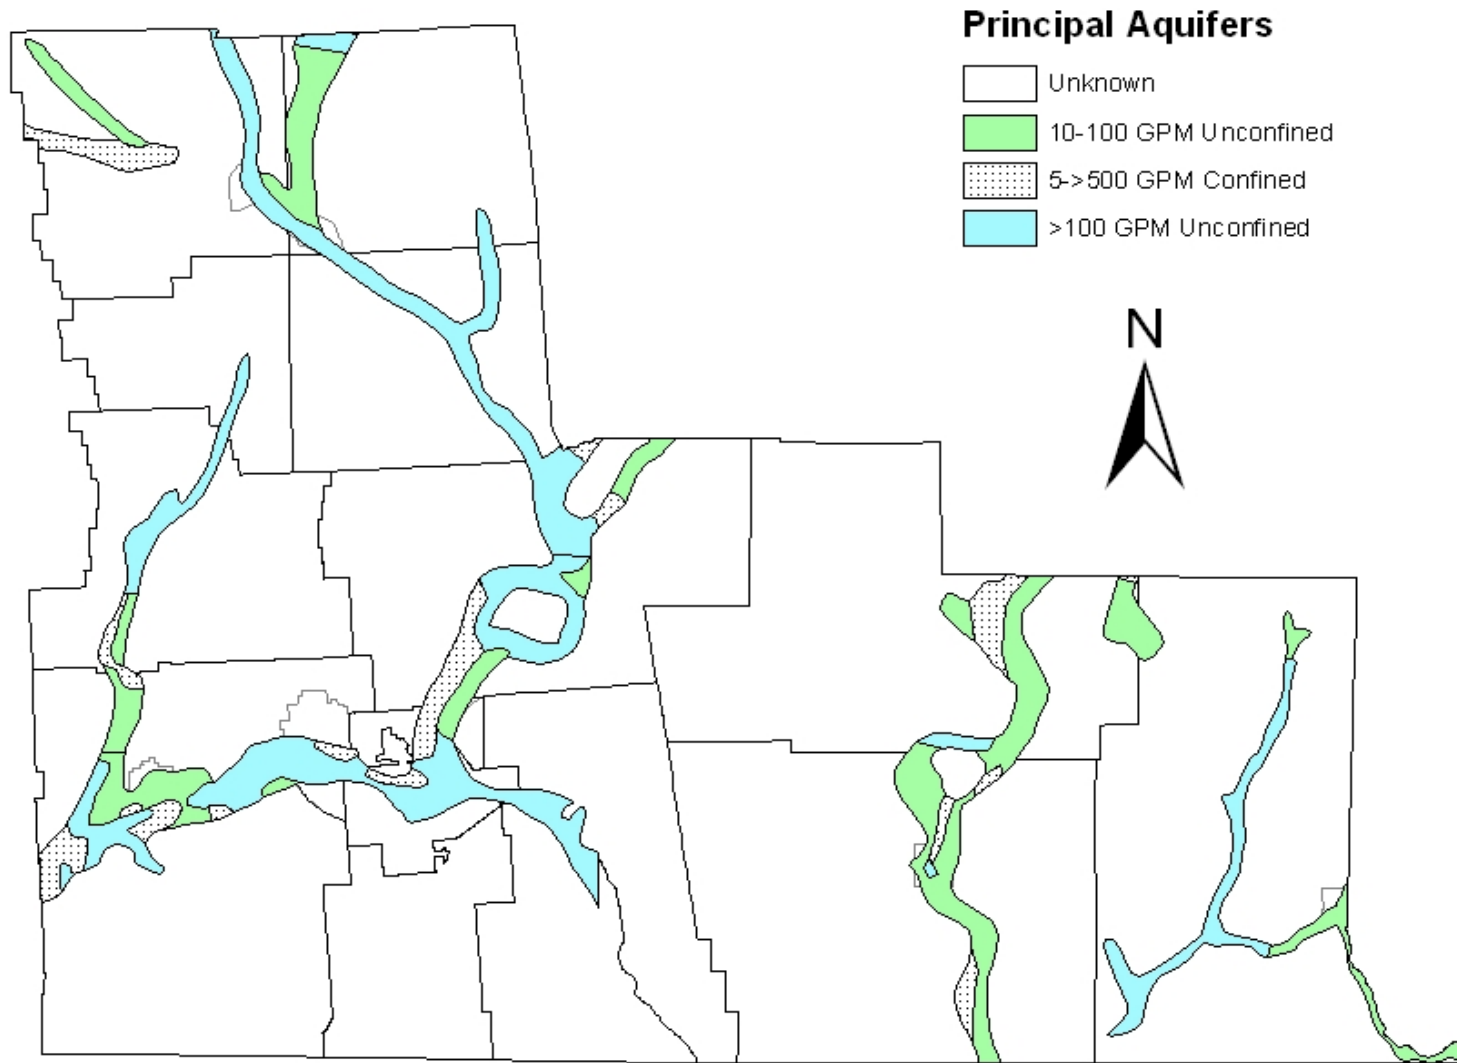 Principal Aquifers
Unknown
10-100 GPM Unconfined
5->500 GPM Confined
>100 GPM Unconfined
N